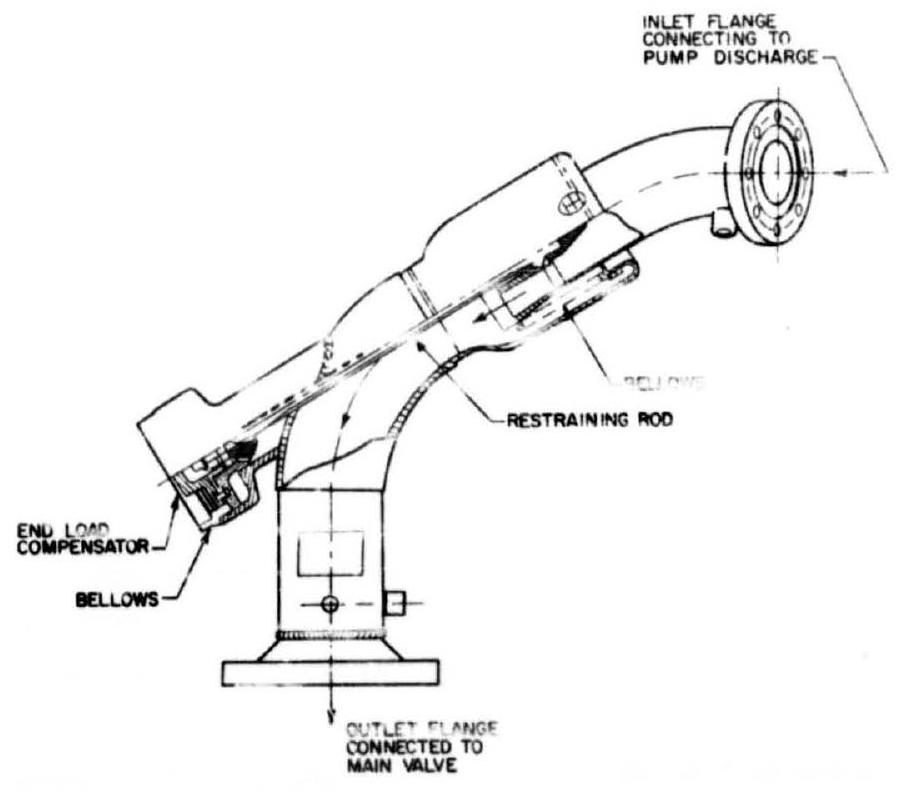 INLET FLANGE
CONNECTING TO
PUMP DISCHARGE
BELLOWS
RESTRAINING ROD
END LOAD
COMPENSATOR
BELLOWS
OUTLET FLANGE
CONNECTED TO
MAIN VALVE